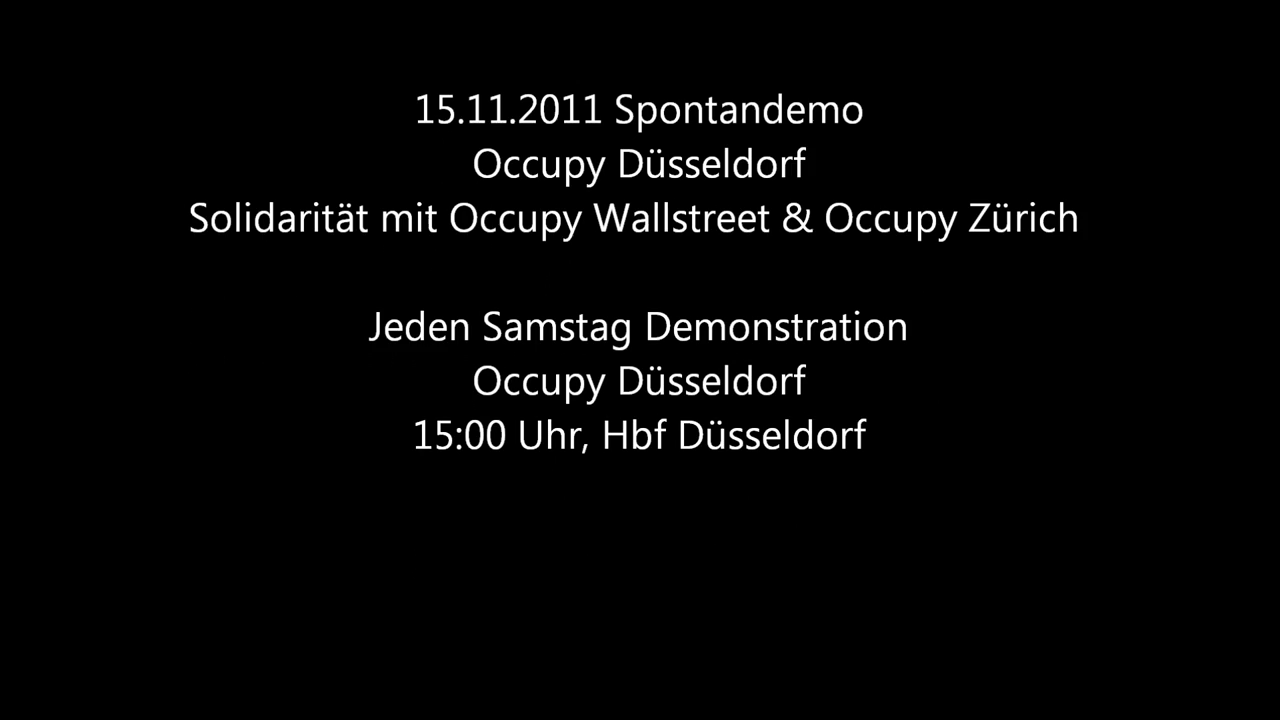 15.11.2011 Spontandemo
Occupy Düsseldorf
Solidarität mit Occupy Wallstreet & Occupy Zürich
Jeden Samstag Demonstration
Occupy Düsseldorf
15:00 Uhr, Hbf Düsseldorf